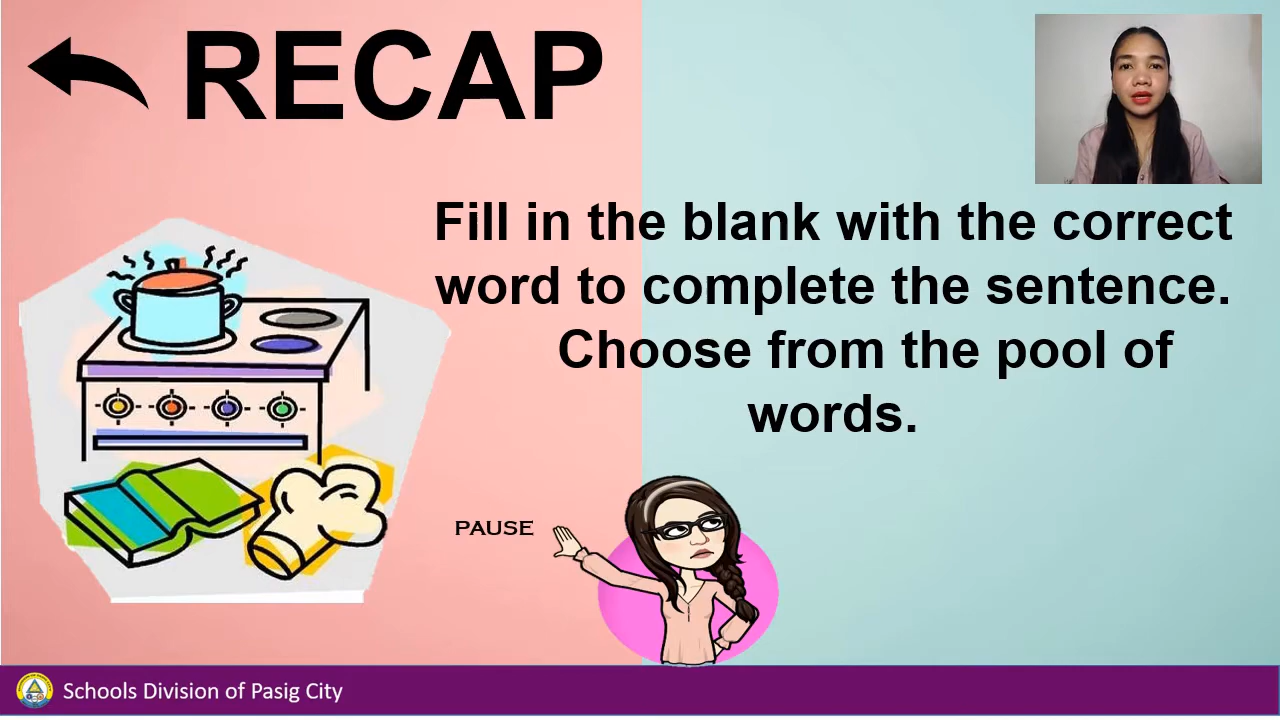 RECAP
Fill in the blank with the correct
word to complete the sentence.
Choose from the pool of
words.
PAUSE
Schools Division of Pasig City